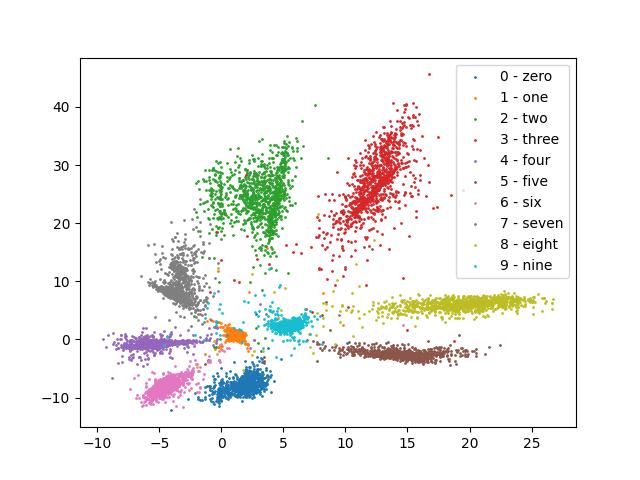 40
30
20
10
0
−10
−10
−5
0
5
10
15
20
25
0 - zero
1 - one
2 - two
3 - three
4 - four
5 - five
6 - six
7 - seven
8 - eight
9 - nine